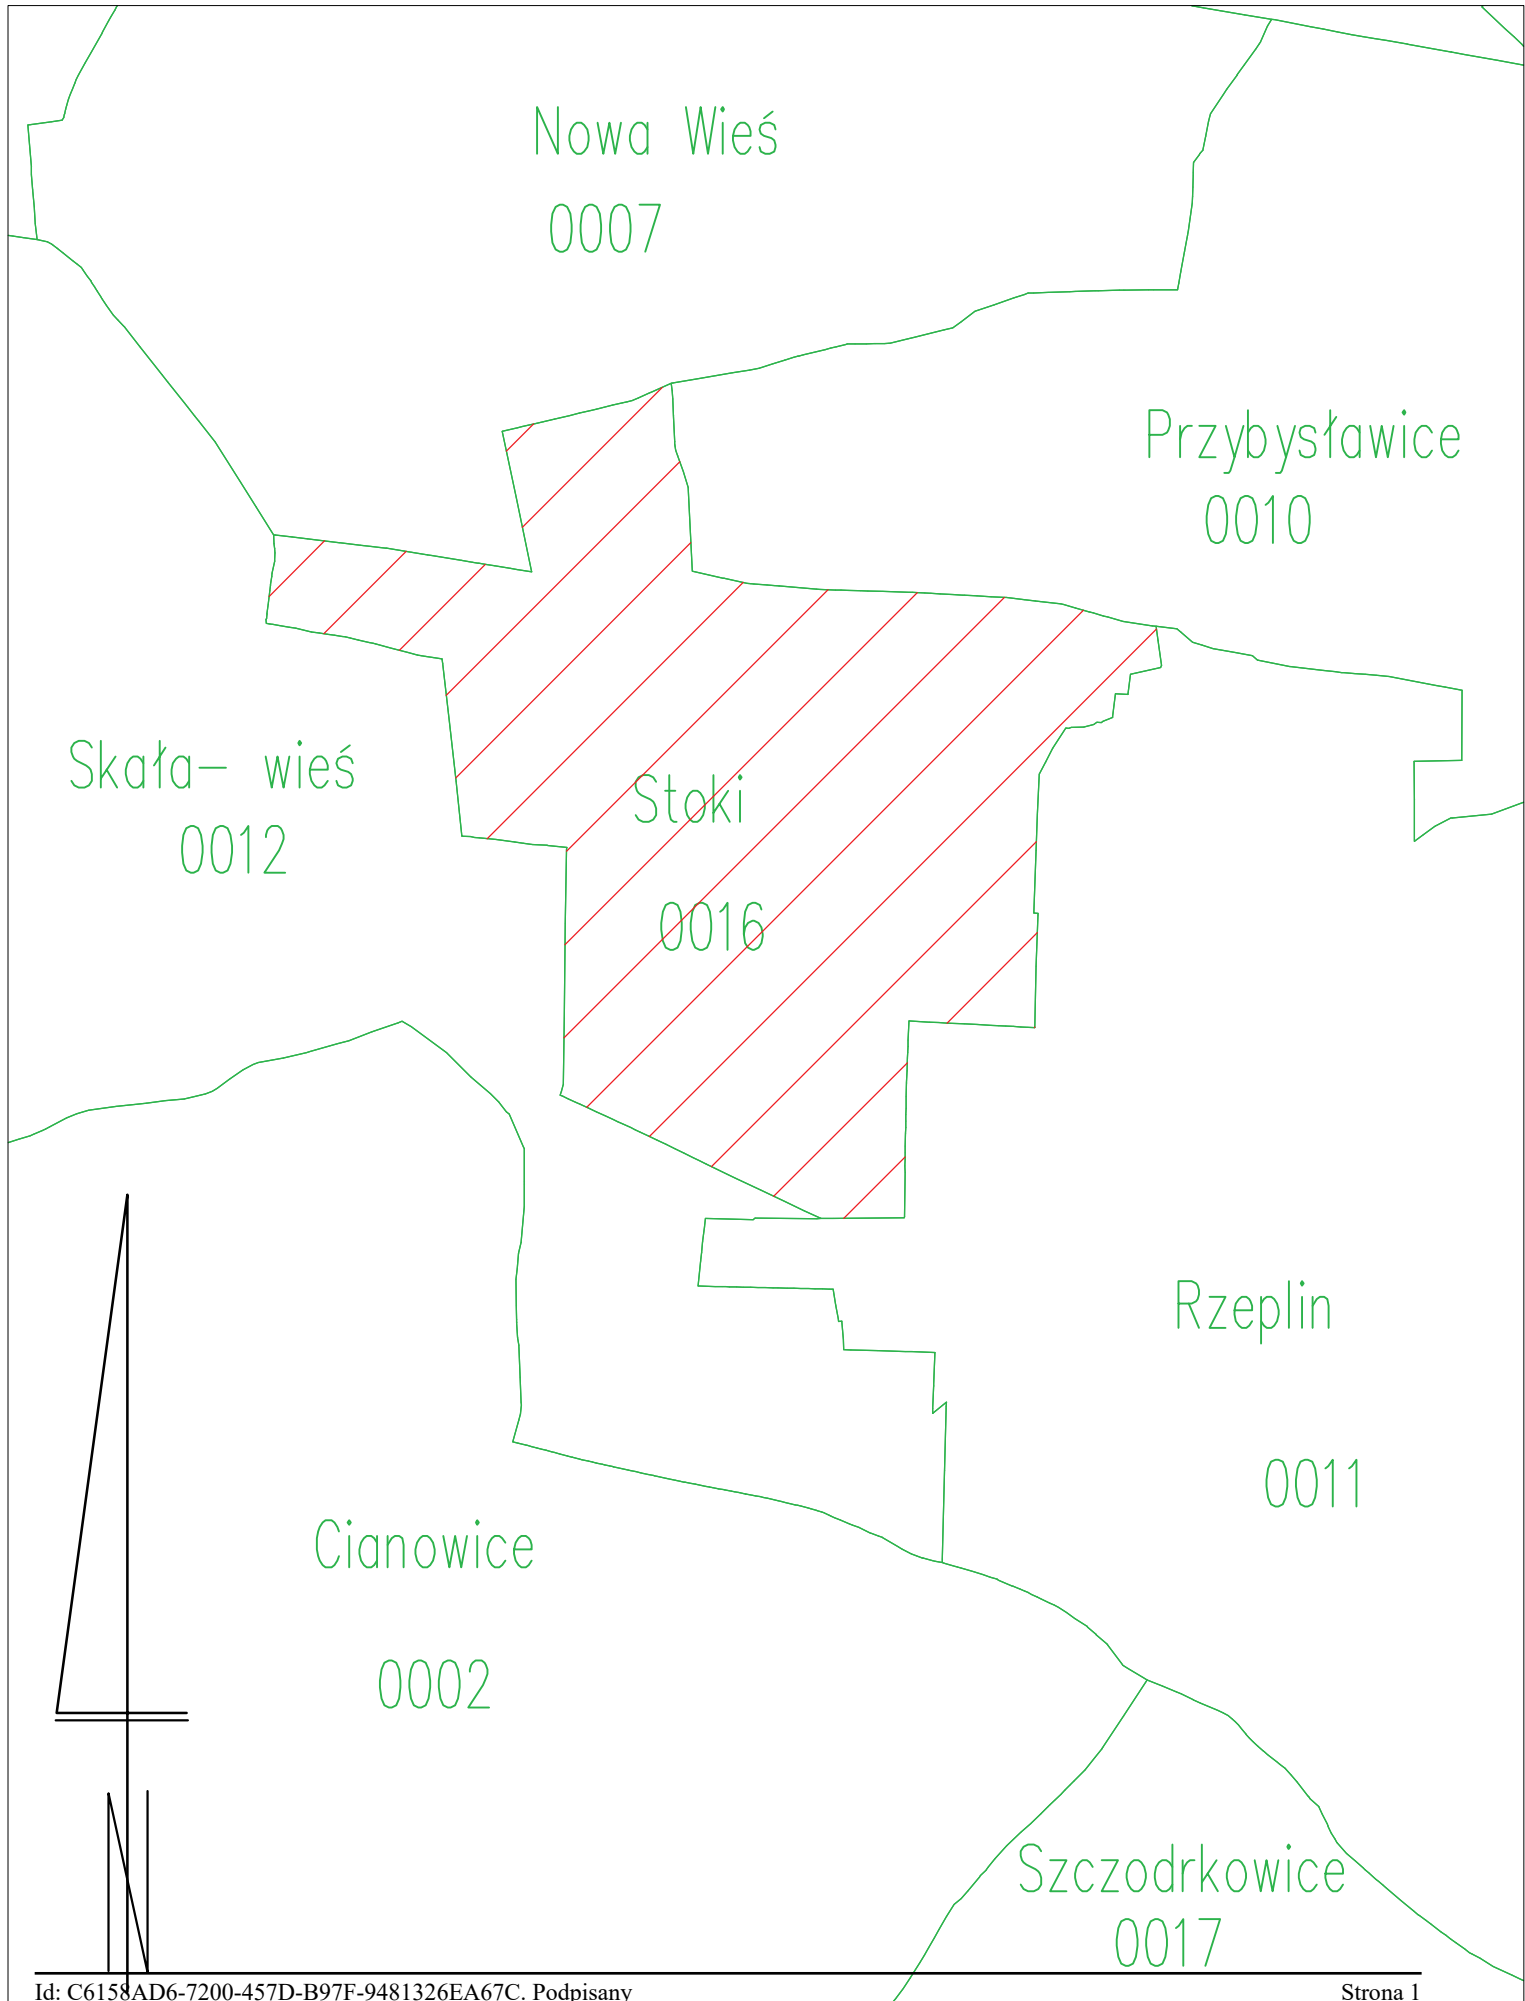 Nowa Wieś
0007
Przybysławice
0010
Skała- wieś
0012
Stoki
0016
Rzeplin
0011
Cianowice
0002
Szczodrkowice
0017
N
Id: C6158AD6-7200-457D-B97F-9481326EA67C. Podpisany
Strona 1